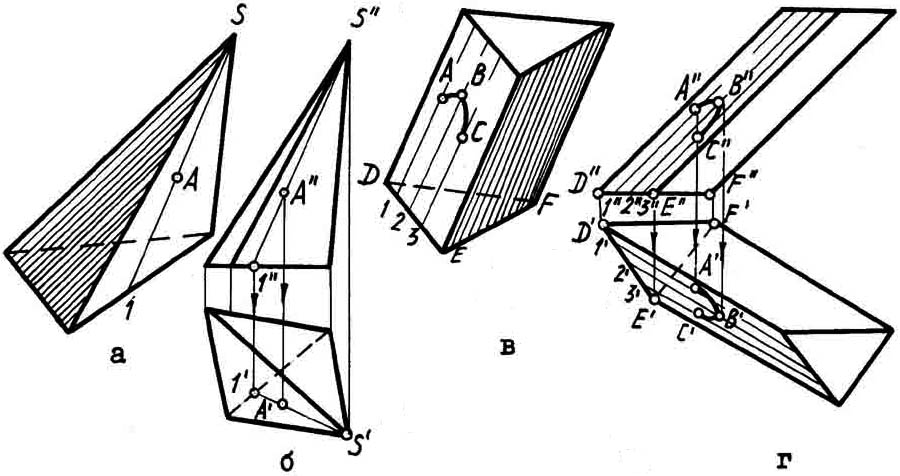 S
A
1
а
S"
A"
1"
1'
A'
S'
б
A
B
C
D
1
2
3
E
F
в
A"
B"
C"
D"
1"
2"
3"
E"
F"
D'
F'
1'
2'
3'
E'
A'
B'
C'
г